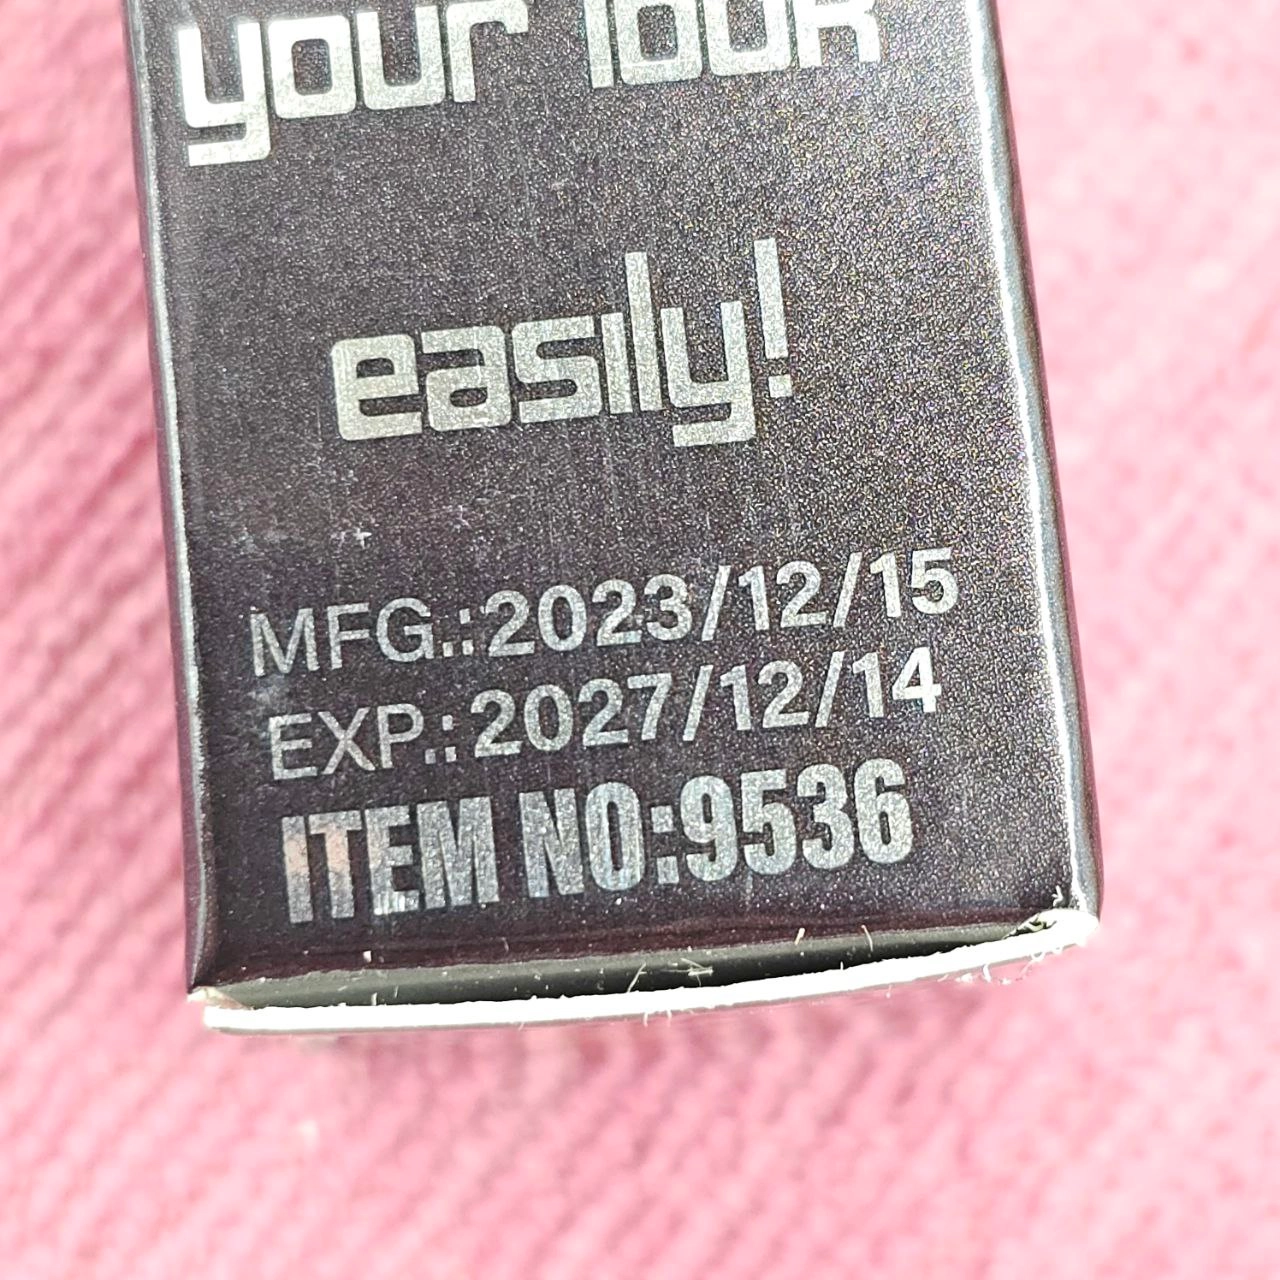 your look
easily!
MFG.:2023/12/15
EXP.:2027/12/14
ITEM NO:9536